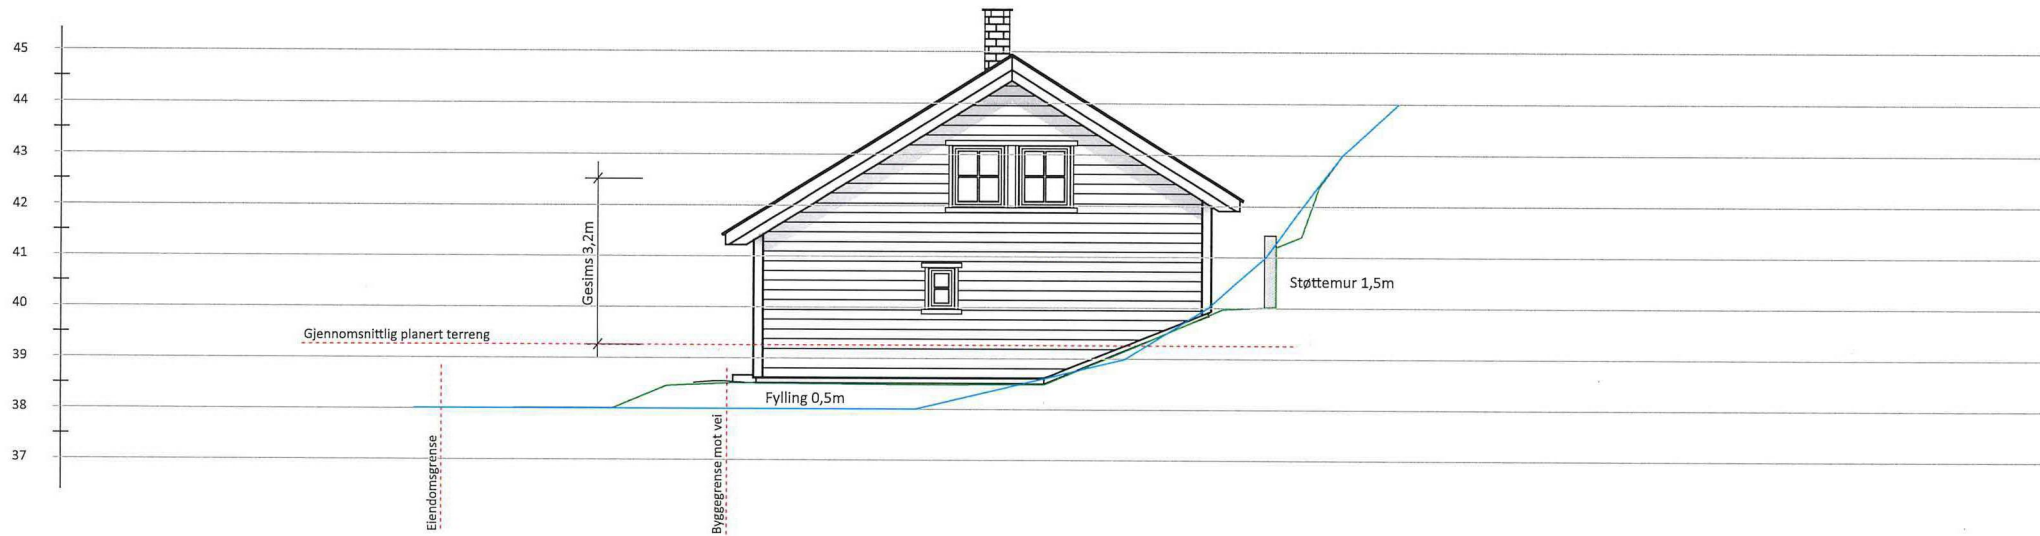 45
44
43
42
41
40
39
38
37
Gesims 3,2m
Gjennomsnittlig planert terreng
Støttemur 1,5m
Fylling 0,5m
Eiendomsgrense
Byggegrense mot vei